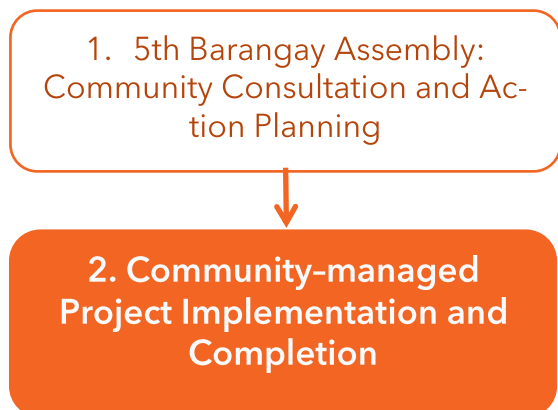 1. 5th Barangay Assembly:
Community Consultation and Ac-
tion Planning
2. Community–managed
Project Implementation and
Completion